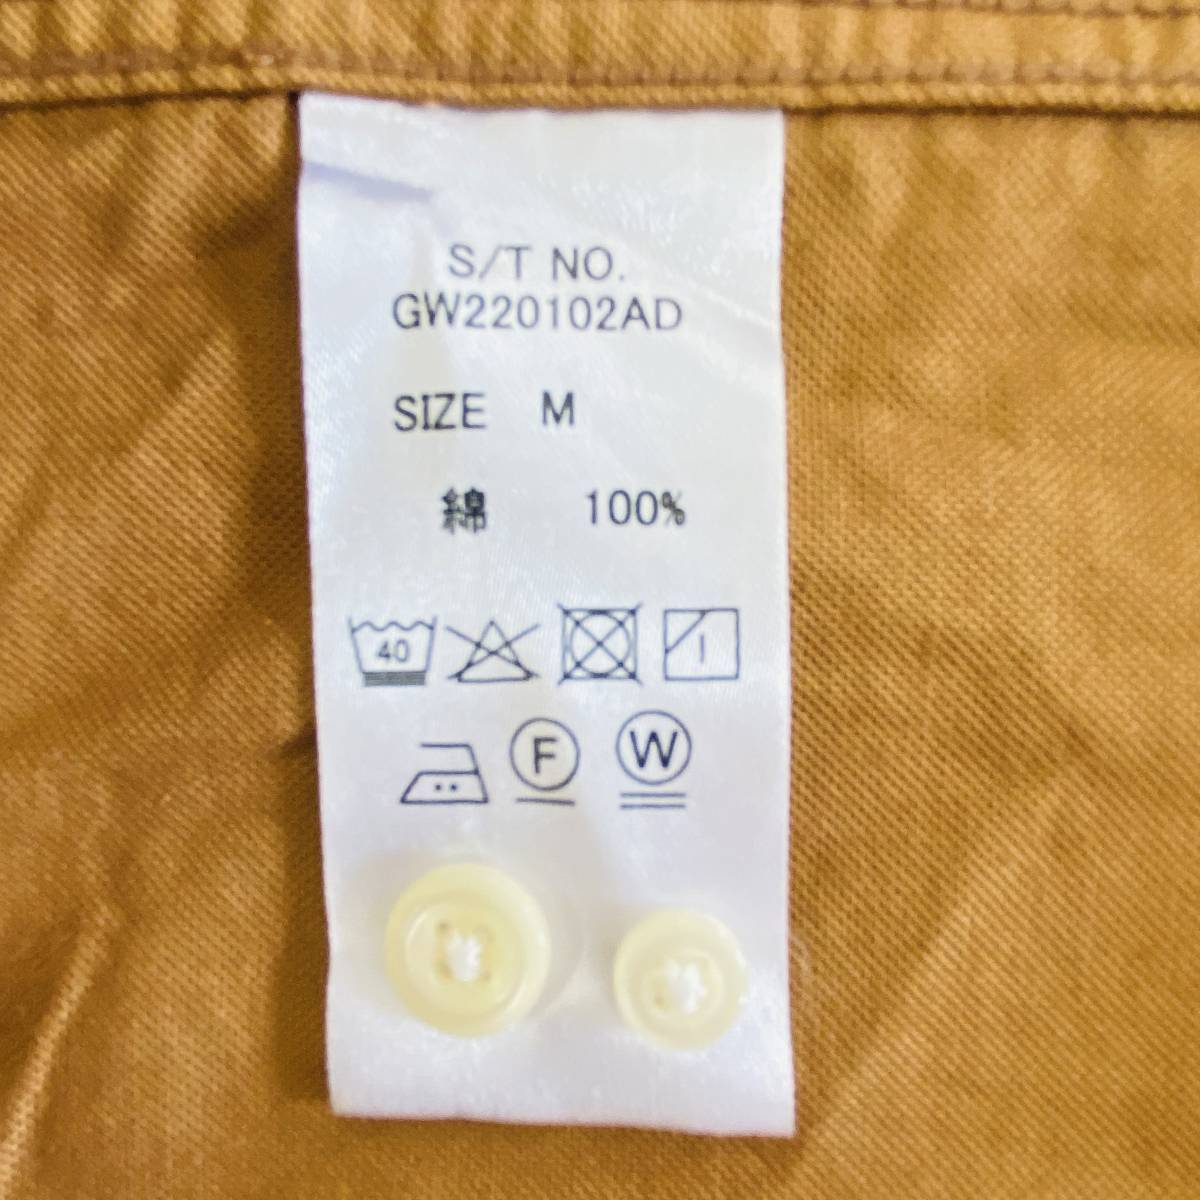 S/T NO.
GW220102AD
SIZE M
綿 100%
40
F W